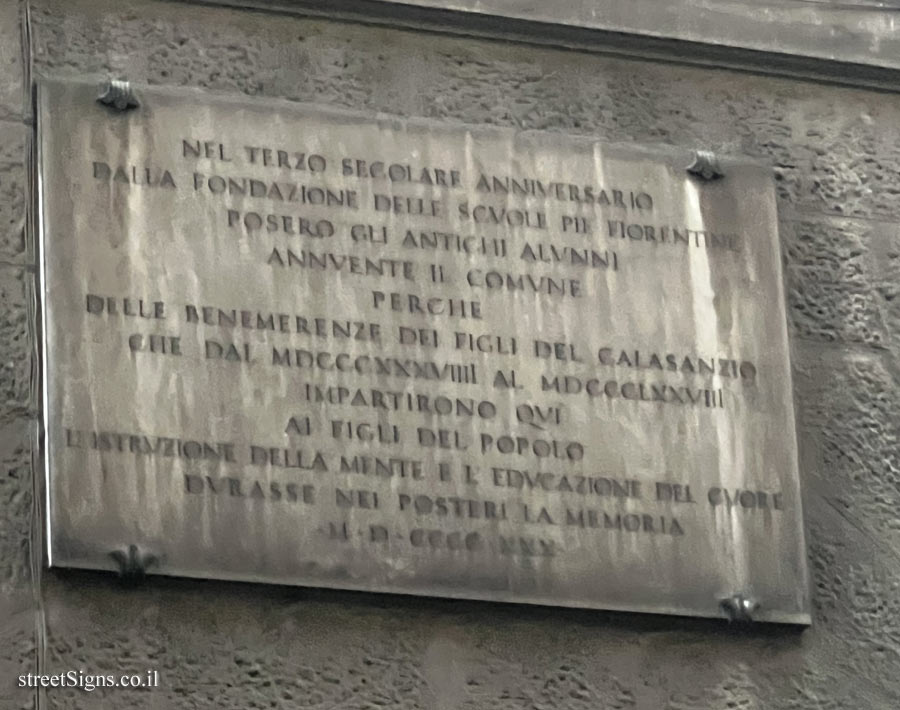 NEL TERZO SECOLARE ANNIVERSARIO
DALLA FONDAZIONE DELLE SCVOLE PIE FIORENTINE
POSERO GLI ANTICHI ALVNNI
ANNVENTE IL COMVNE
PERCHE
DELLE BENEMERENZE DEI FIGLI DEL CALASANZIO
CHE DAL MDCCCXXXVIIII AL MDCCCLXXVIII
IMPARTIRONO QVI
AI FIGLI DEL POPOLO
L'ISTRVZIONE DELLA MENTE E L'EDVCAZIONE DEL CVORE
DVRASSE NEI POSTERI LA MEMORIA
·M·D·CCCC·XXX·
streetSigns.co.il